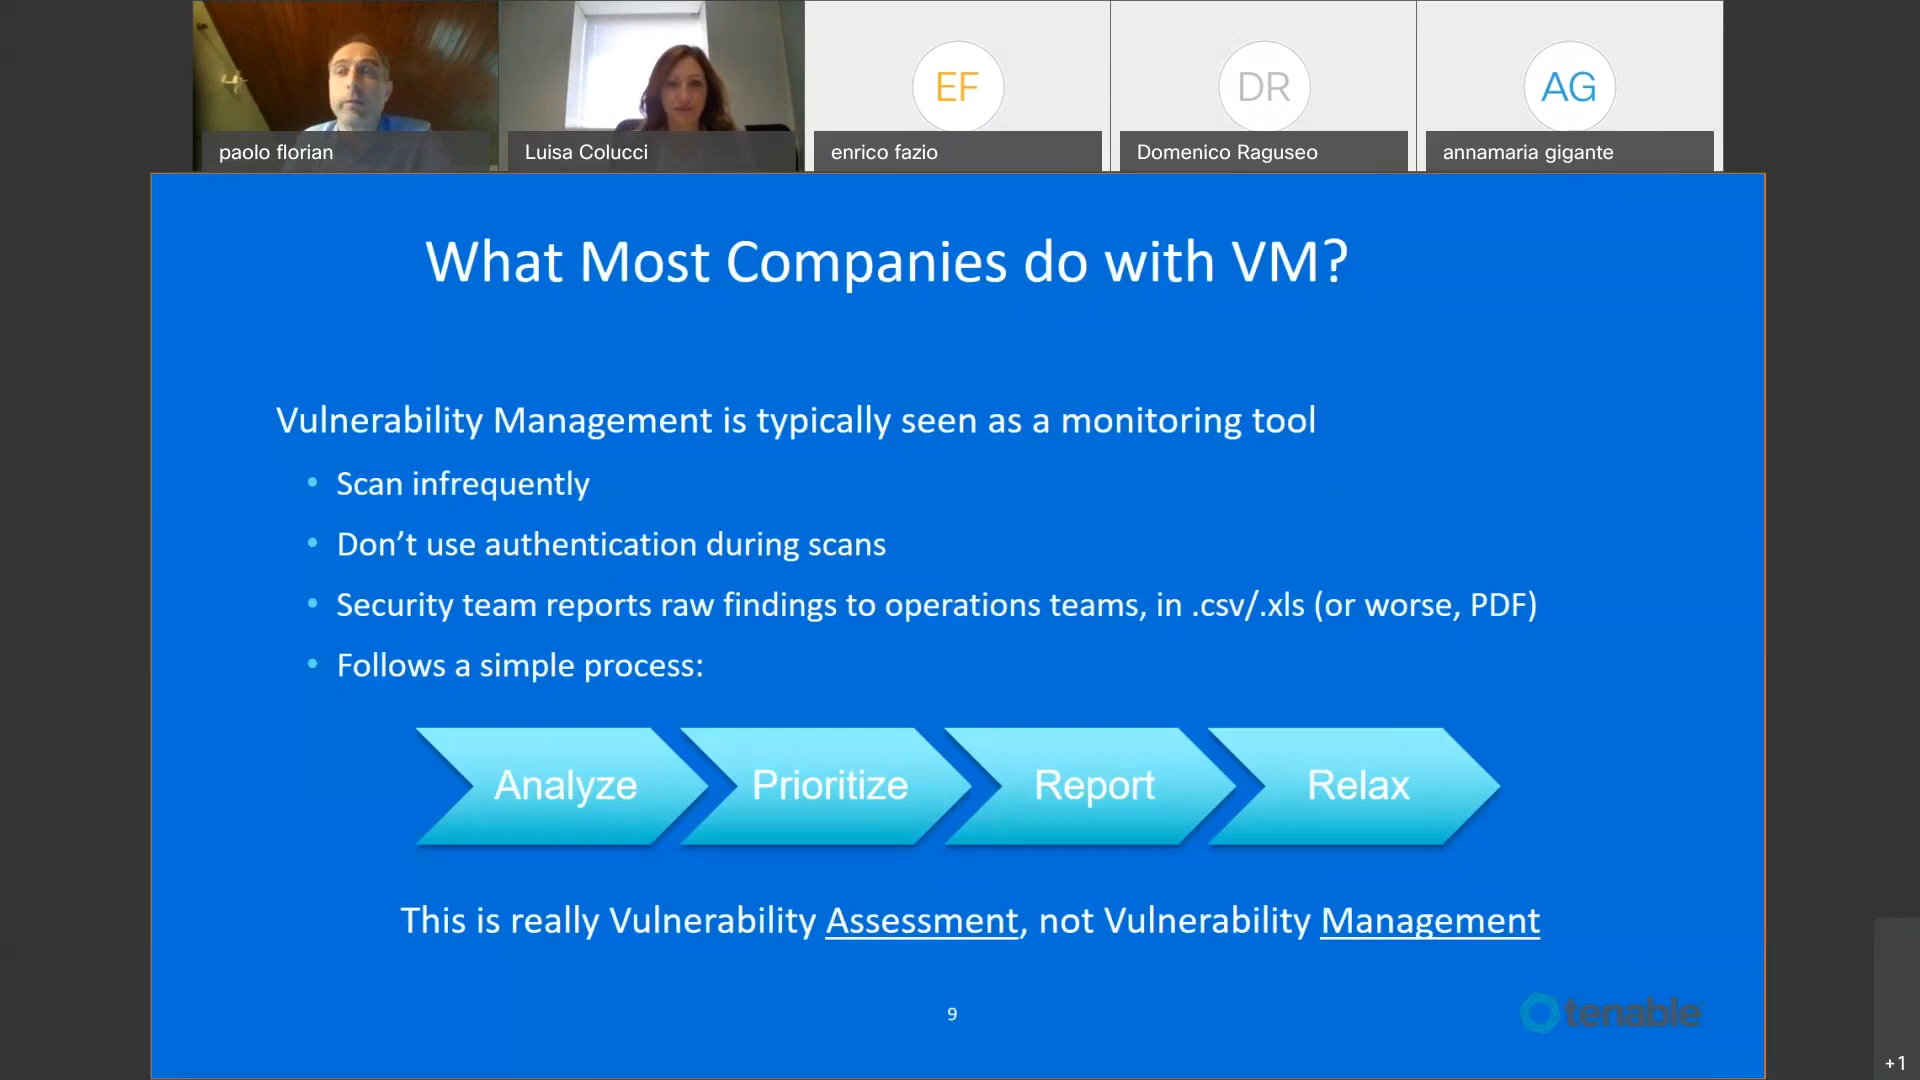 EF
DR
AG
paolo florian
Luisa Colucci
enrico fazio
Domenico Raguseo
annamaria gigante
What Most Companies do with VM?
Vulnerability Management is typically seen as a monitoring tool
• Scan infrequently
• Don’t use authentication during scans
• Security team reports raw findings to operations teams, in .csv/.xls (or worse, PDF)
• Follows a simple process:
Analyze
Prioritize
Report
Relax
This is really Vulnerability Assessment, not Vulnerability Management
9
tenable
+1